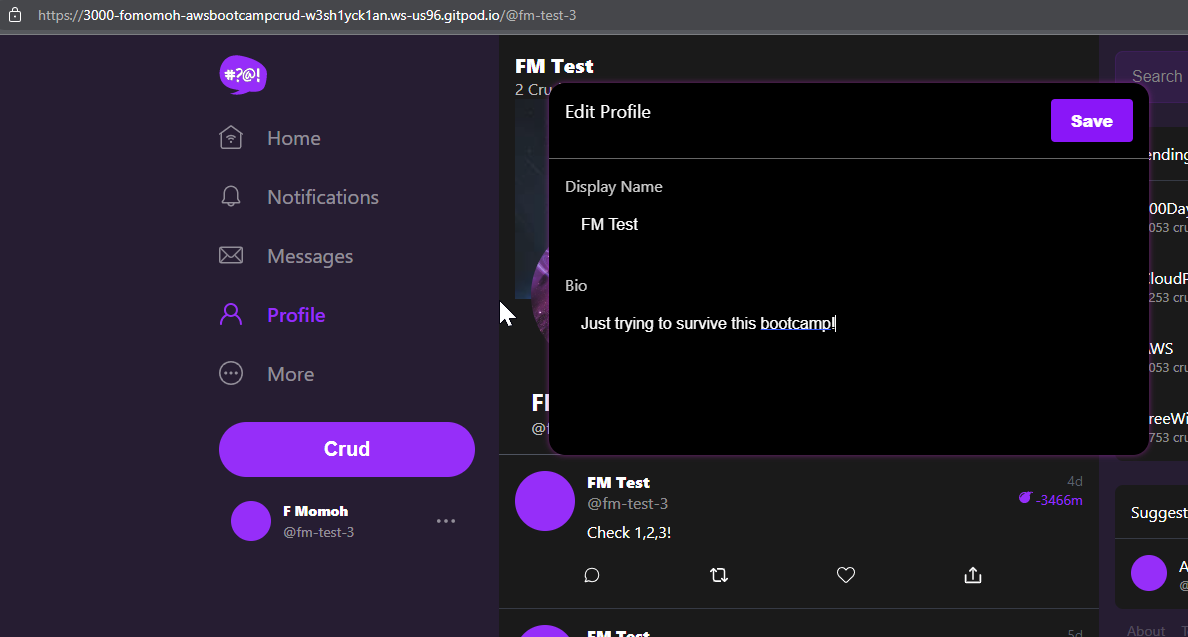 https://3000-fomomoh-awsbootcampcrud-w3sh1yck1an.ws-us96.gitpod.io/@fm-test-3
#?@!
Home
Notifications
Messages
Profile
More
Crud
F Momoh
@fm-test-3
FM Test
2 Cru
Edit Profile
Save
Display Name
FM Test
Bio
Just trying to survive this bootcamp!
@f
FM Test
@fm-test-3
4d
-3466m
Check 1,2,3!
FM Test
5d
Search
ending
00Day
053 cru
253 cru
WS
053 cru
reeWi
753 cru
Suggest
A
@
About